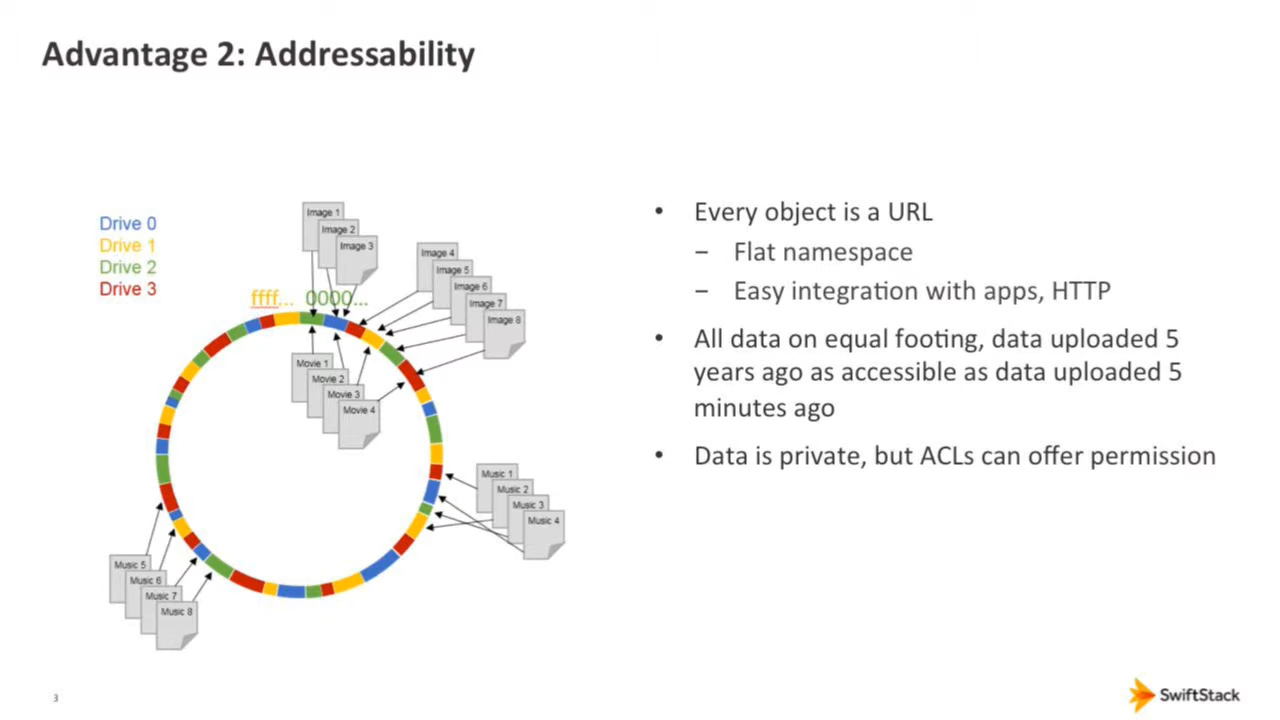 Advantage 2: Addressability
Drive 0
Drive 1
Drive 2
Drive 3
ffff... 0000...
Image 1
Image 2
Image 3
Image 4
Image 5
Image 6
Image 7
Image 8
Movie 1
Movie 2
Movie 3
Movie 4
Music 1
Music 2
Music 3
Music 4
Music 5
Music 6
Music 7
Music 8
• Every object is a URL
– Flat namespace
– Easy integration with apps, HTTP
• All data on equal footing, data uploaded 5
years ago as accessible as data uploaded 5
minutes ago
• Data is private, but ACLs can offer permission
3
SwiftStack